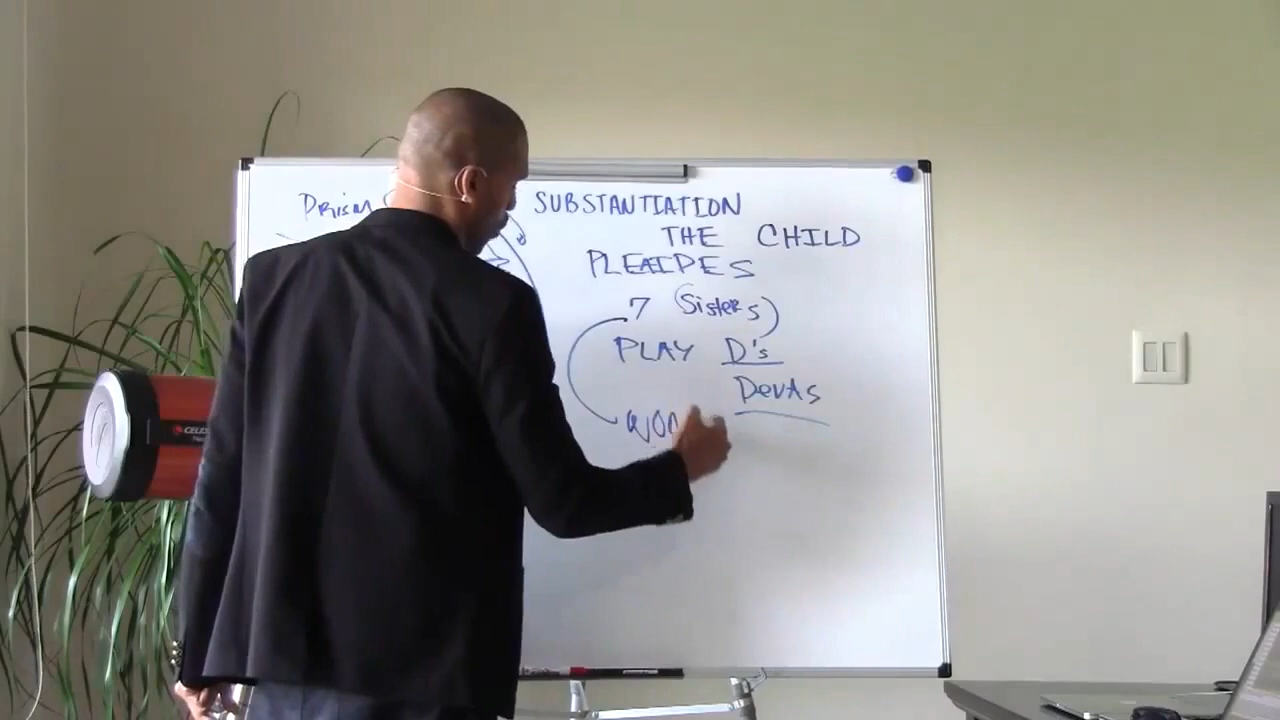 Prism
SUBSTANTIATION
THE CHILD
PLEAIDES
7 (Sisters)
PLAY D's
DevAs